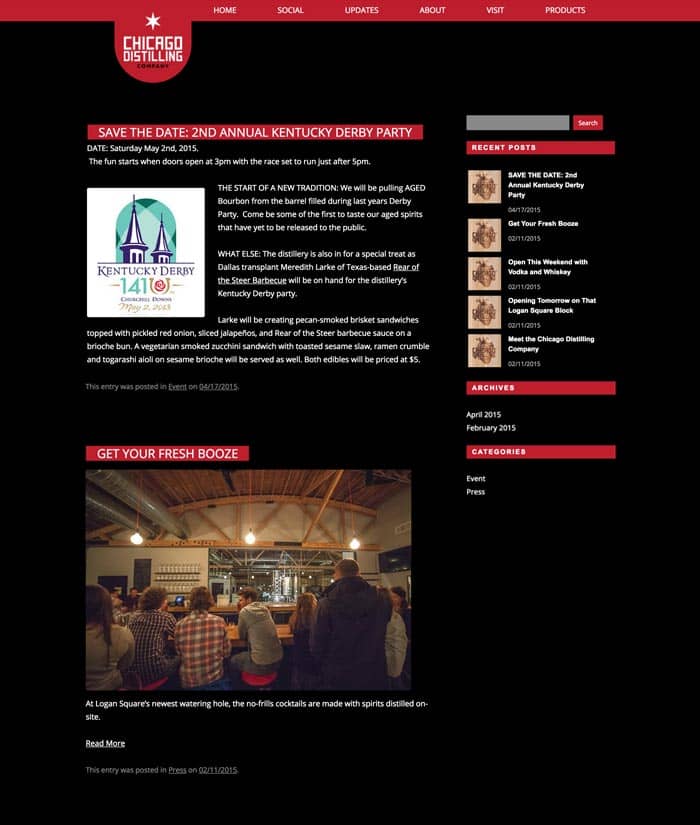 HOME SOCIAL UPDATES ABOUT VISIT PRODUCTS
CHICAGO
DISTILLING
COMPANY
SAVE THE DATE: 2ND ANNUAL KENTUCKY DERBY PARTY
DATE: Saturday May 2nd, 2015.
The fun starts when doors open at 3pm with the race set to run just after 5pm.
KENTUCKY DERBY
141
CHURCHILL DOWNS
May 2, 2015
THE START OF A NEW TRADITION: We will be pulling AGED
Bourbon from the barrel filled during last years Derby
Party. Come be some of the first to taste our aged spirits
that have yet to be released to the public.
WHAT ELSE: The distillery is also in for a special treat as
Dallas transplant Meredith Larke of Texas-based Rear of
the Steer Barbecue will be on hand for the distillery's
Kentucky Derby party.
Larke will be creating pecan-smoked brisket sandwiches
topped with pickled red onion, sliced jalapeños, and Rear of the Steer barbecue sauce on a
brioche bun. A vegetarian smoked zucchini sandwich with toasted sesame slaw, ramen crumble
and togarashi aioli on sesame brioche will be served as well. Both edibles will be priced at $5.
This entry was posted in Event on 04/17/2015.
GET YOUR FRESH BOOZE
At Logan Square's newest watering hole, the no-frills cocktails are made with spirits distilled on-
site.
Read More
This entry was posted in Press on 02/11/2015.
Search
RECENT POSTS
SAVE THE DATE: 2nd
Annual Kentucky Derby
Party
04/17/2015
Get Your Fresh Booze
02/11/2015
Open This Weekend with
Vodka and Whiskey
02/11/2015
Opening Tomorrow on That
Logan Square Block
02/11/2015
Meet the Chicago Distilling
Company
02/11/2015
ARCHIVES
April 2015
February 2015
CATEGORIES
Event
Press